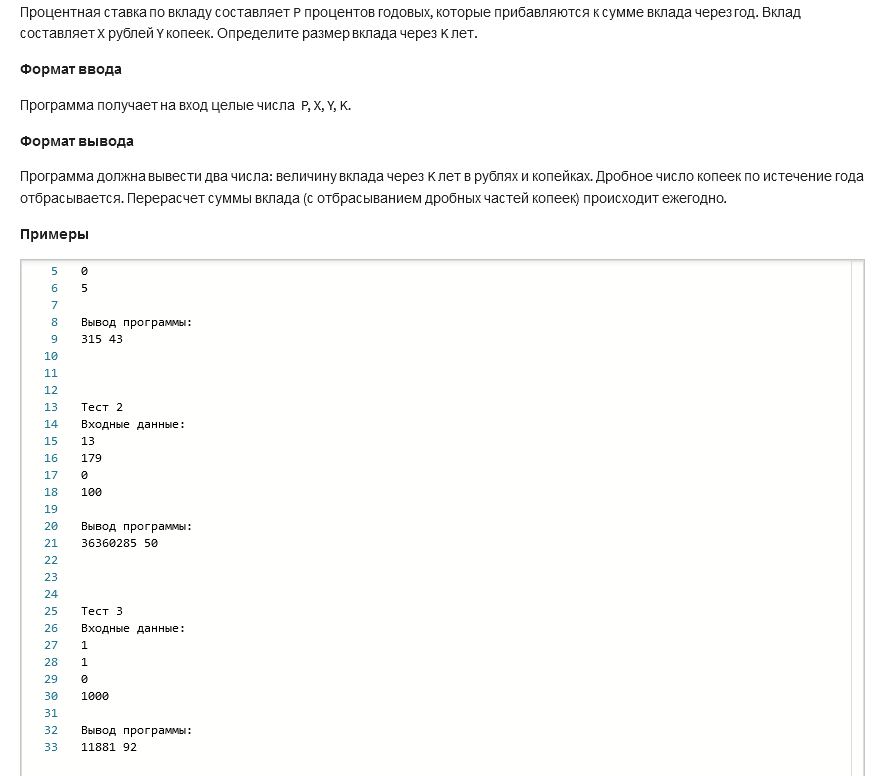 Процентная ставка по вкладу составляет P процентов годовых, которые прибавляются к сумме вклада через год. Вклад
составляет X рублей Y копеек. Определите размер вклада через K лет.
Формат ввода
Программа получает на вход целые числа P, X, Y, K.
Формат вывода
Программа должна вывести два числа: величину вклада через K лет в рублях и копейках. Дробное число копеек по истечение года
отбрасывается. Перерасчет суммы вклада (с отбрасыванием дробных частей копеек) происходит ежегодно.
Примеры
5 0
6 5
7
8 Вывод программы:
9 315 43
10
11
12
13 Тест 2
14 Входные данные:
15 13
16 179
17 0
18 100
19
20 Вывод программы:
21 36360285 50
22
23
24
25 Тест 3
26 Входные данные:
27 1
28 1
29 0
30 1000
31
32 Вывод программы:
33 11881 92